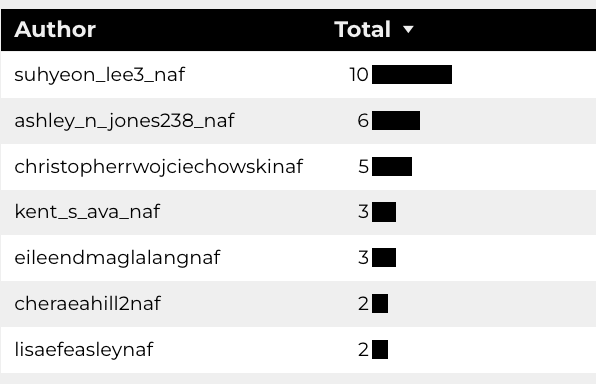 Author Total ▼
suhyeon_lee3_naf 10
ashley_n_jones238_naf 6
christopherrwojciechowskinaf 5
kent_s_ava_naf 3
eileendmaglalangnaf 3
cheraeahill2naf 2
lisaefeasleynaf 2